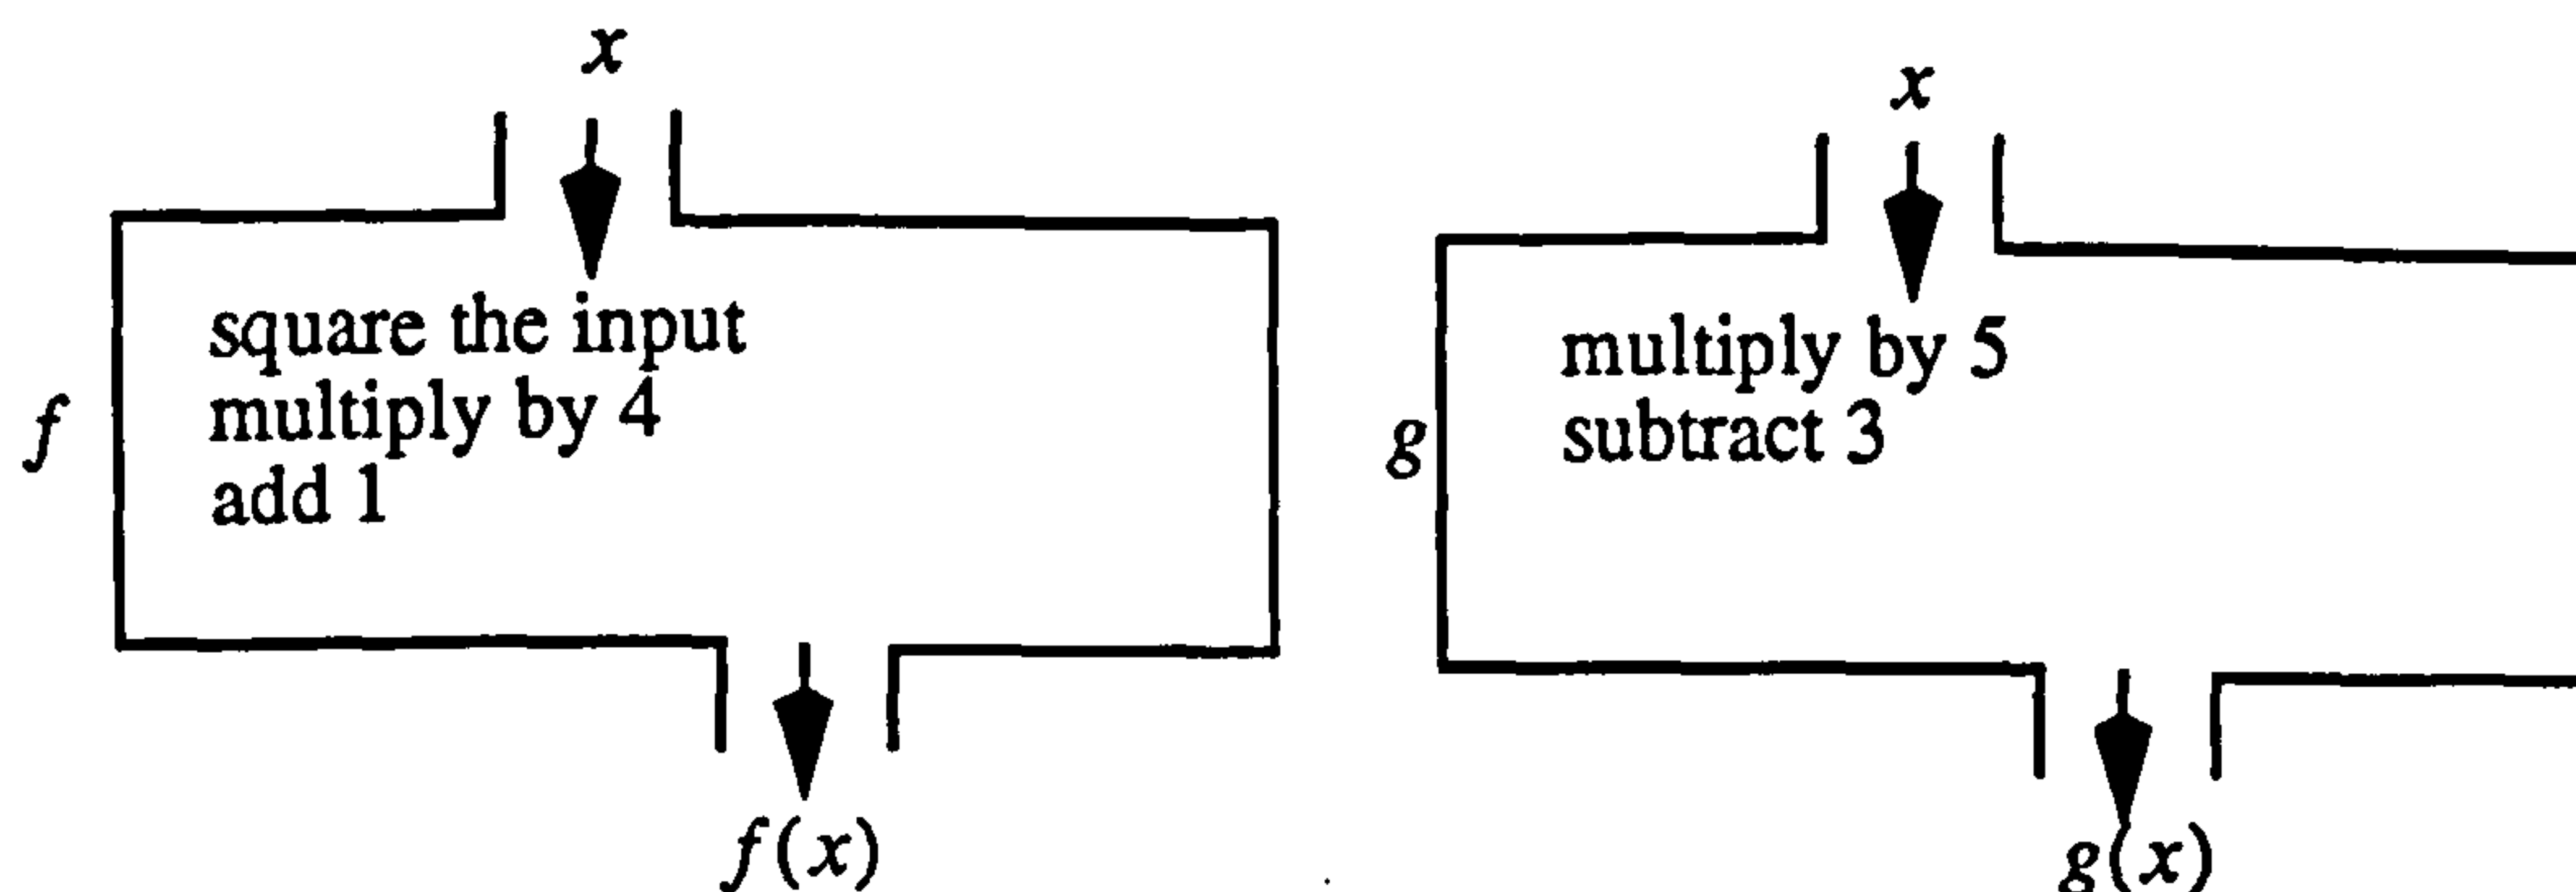 x
square the input
multiply by 4
add 1
f
f(x)
x
multiply by 5
subtract 3
g
g(x)